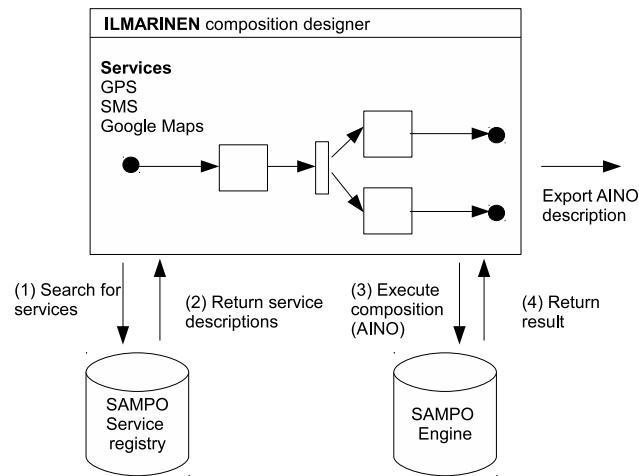 ILMARINEN composition designer
Services
GPS
SMS
Google Maps
Export AINO
description
(1) Search for
services
(2) Return service
descriptions
(3) Execute
composition
(AINO)
(4) Return
result
SAMPO
Service
registry
SAMPO
Engine